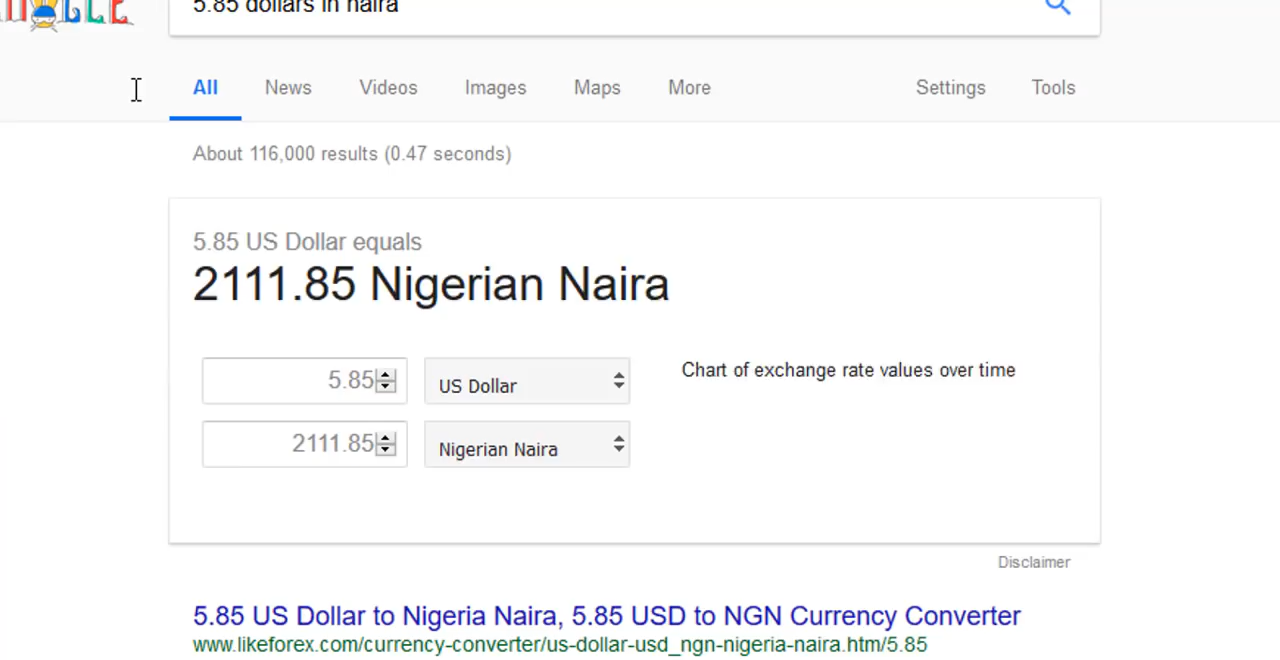 5.85 dollars in naira
All News Videos Images Maps More Settings Tools
About 116,000 results (0.47 seconds)
5.85 US Dollar equals
2111.85 Nigerian Naira
5.85 US Dollar
Chart of exchange rate values over time
2111.85 Nigerian Naira
Disclaimer
5.85 US Dollar to Nigeria Naira, 5.85 USD to NGN Currency Converter
www.likeforex.com/currency-converter/us-dollar-usd_ngn-nigeria-naira.htm/5.85